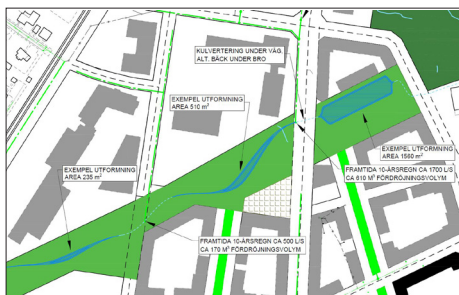 KULVERTERING UNDER VÄG
ALT. BÄCK UNDER BRO
EXEMPEL UTFORMNING
AREA 510 m²
EXEMPEL UTFORMNING
AREA 1560 m²
EXEMPEL UTFORMNING
AREA 235 m²
FRAMTIDA 10-ÅRSREGN CA 1700 L/S
CA 610 M³ FÖRDRÖJNINGSVOLYM
FRAMTIDA 10-ÅRSREGN CA 500 L/S
CA 170 M³ FÖRDRÖJNINGSVOLYM